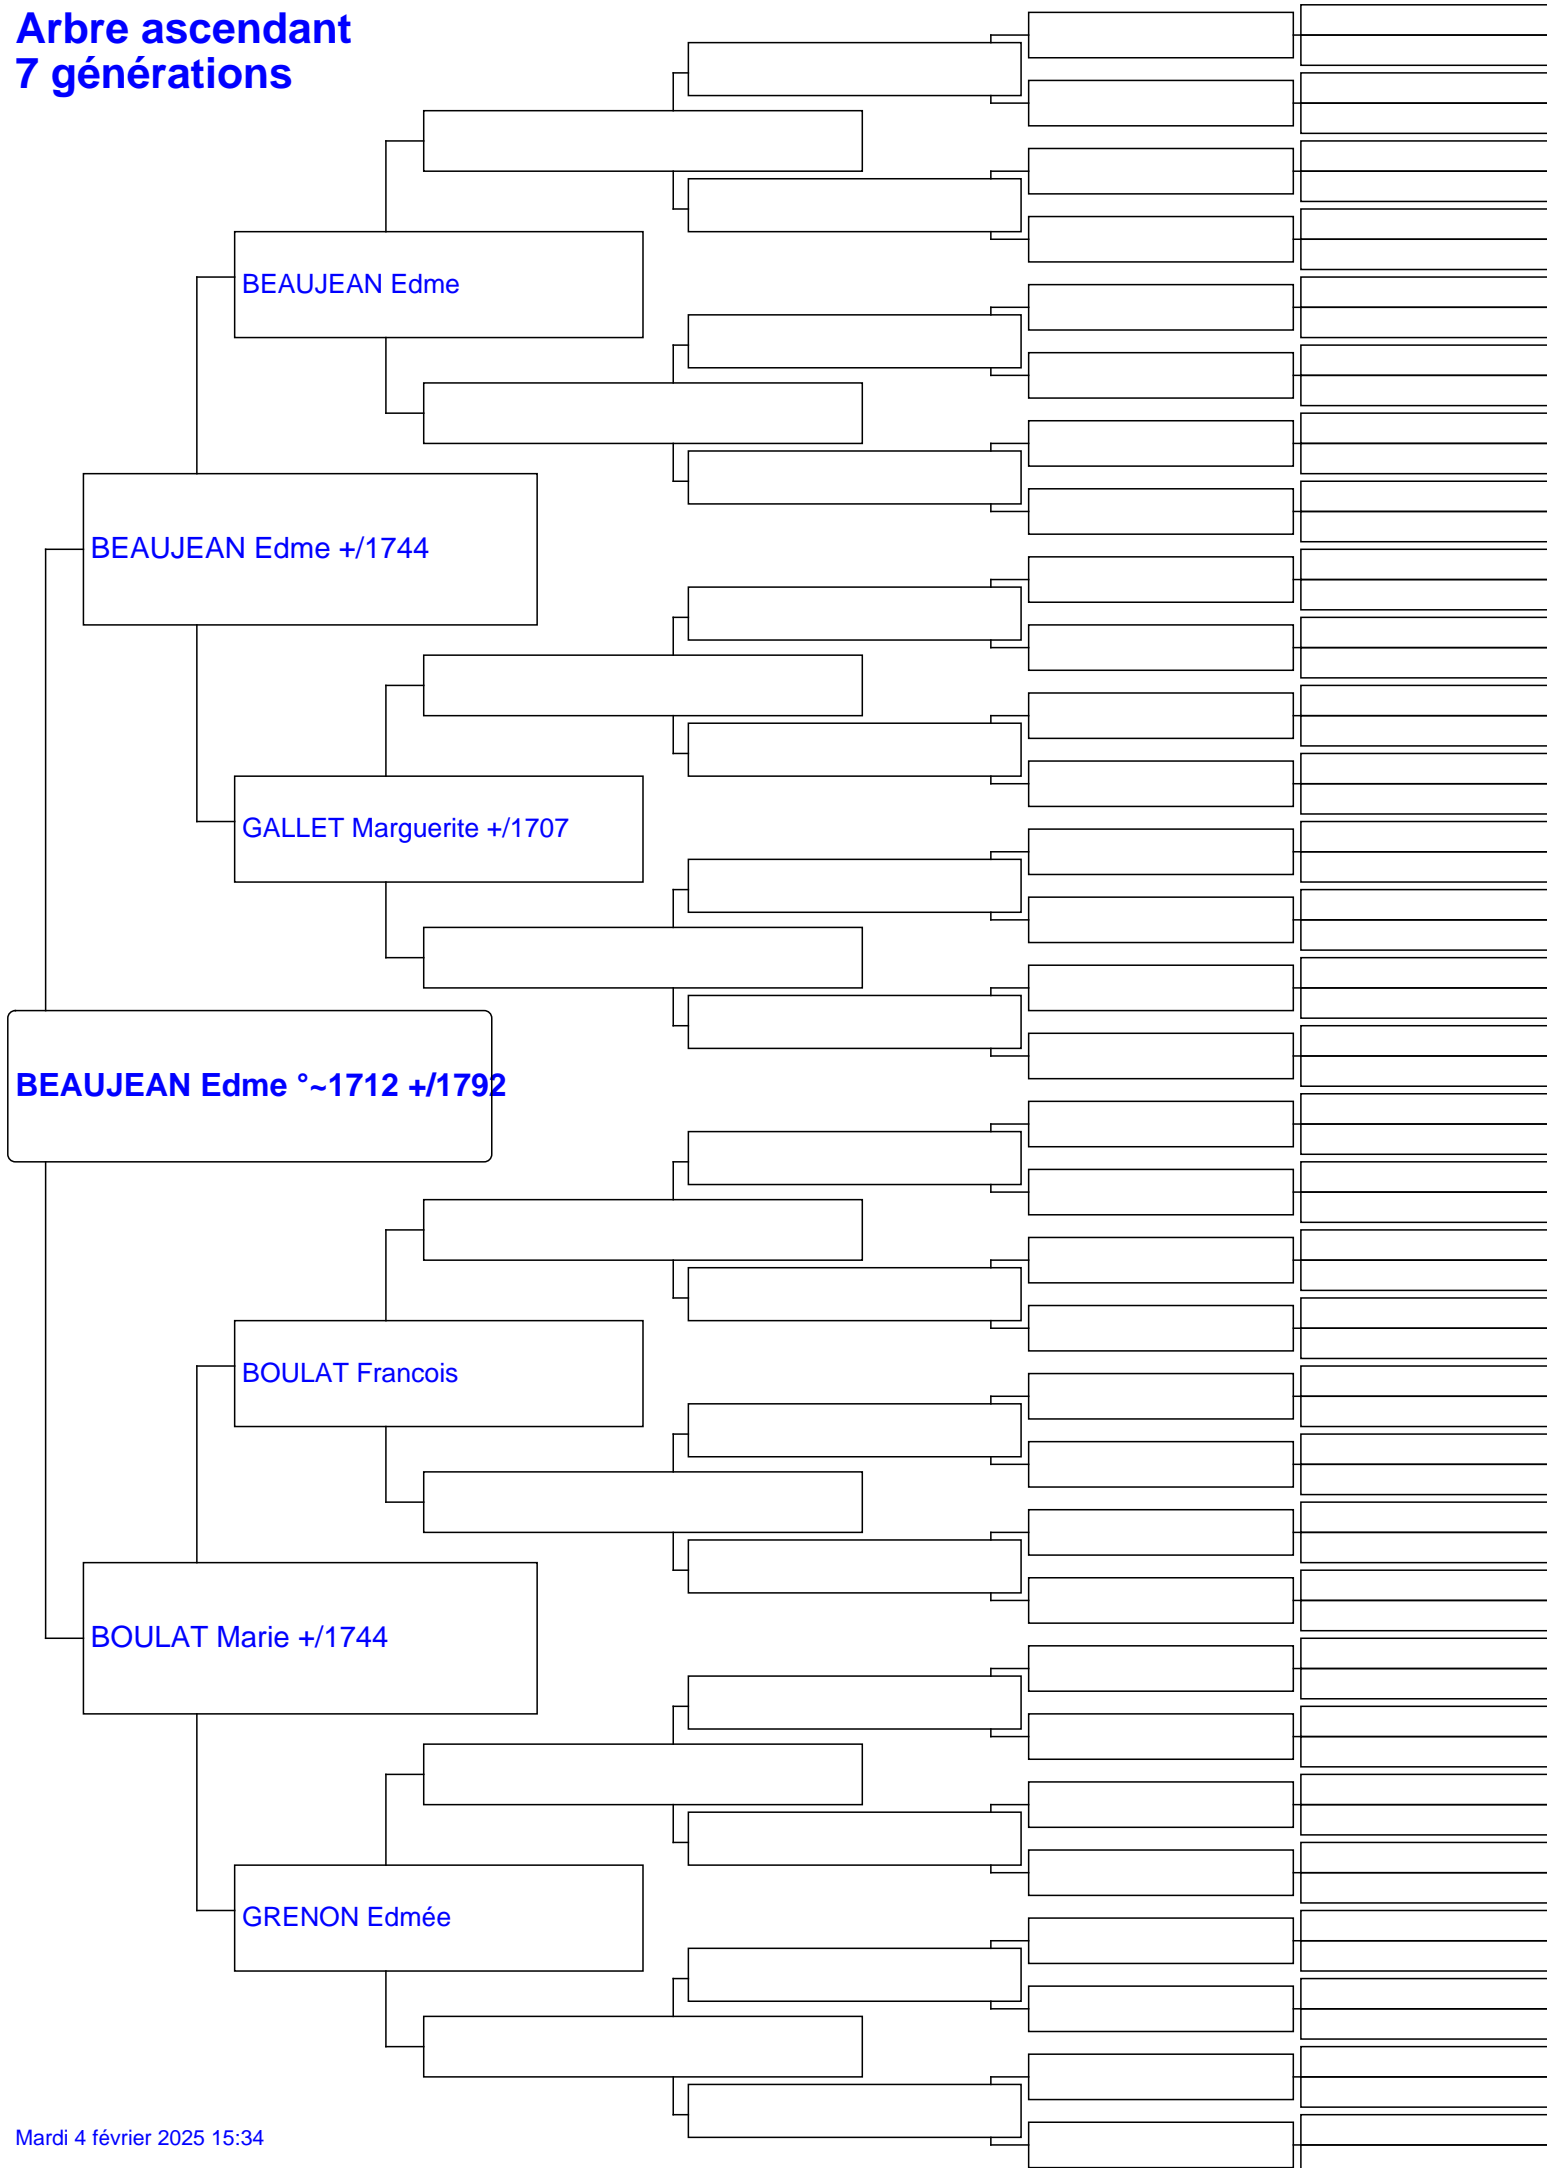 Arbre ascendant
7 générations
BEAUJEAN Edme
BEAUJEAN Edme +/1744
GALLET Marguerite +/1707
BEAUJEAN Edme °~1712 +/1792
BOULAT Francois
BOULAT Marie +/1744
GRENON Edmée
Mardi 4 février 2025 15:34